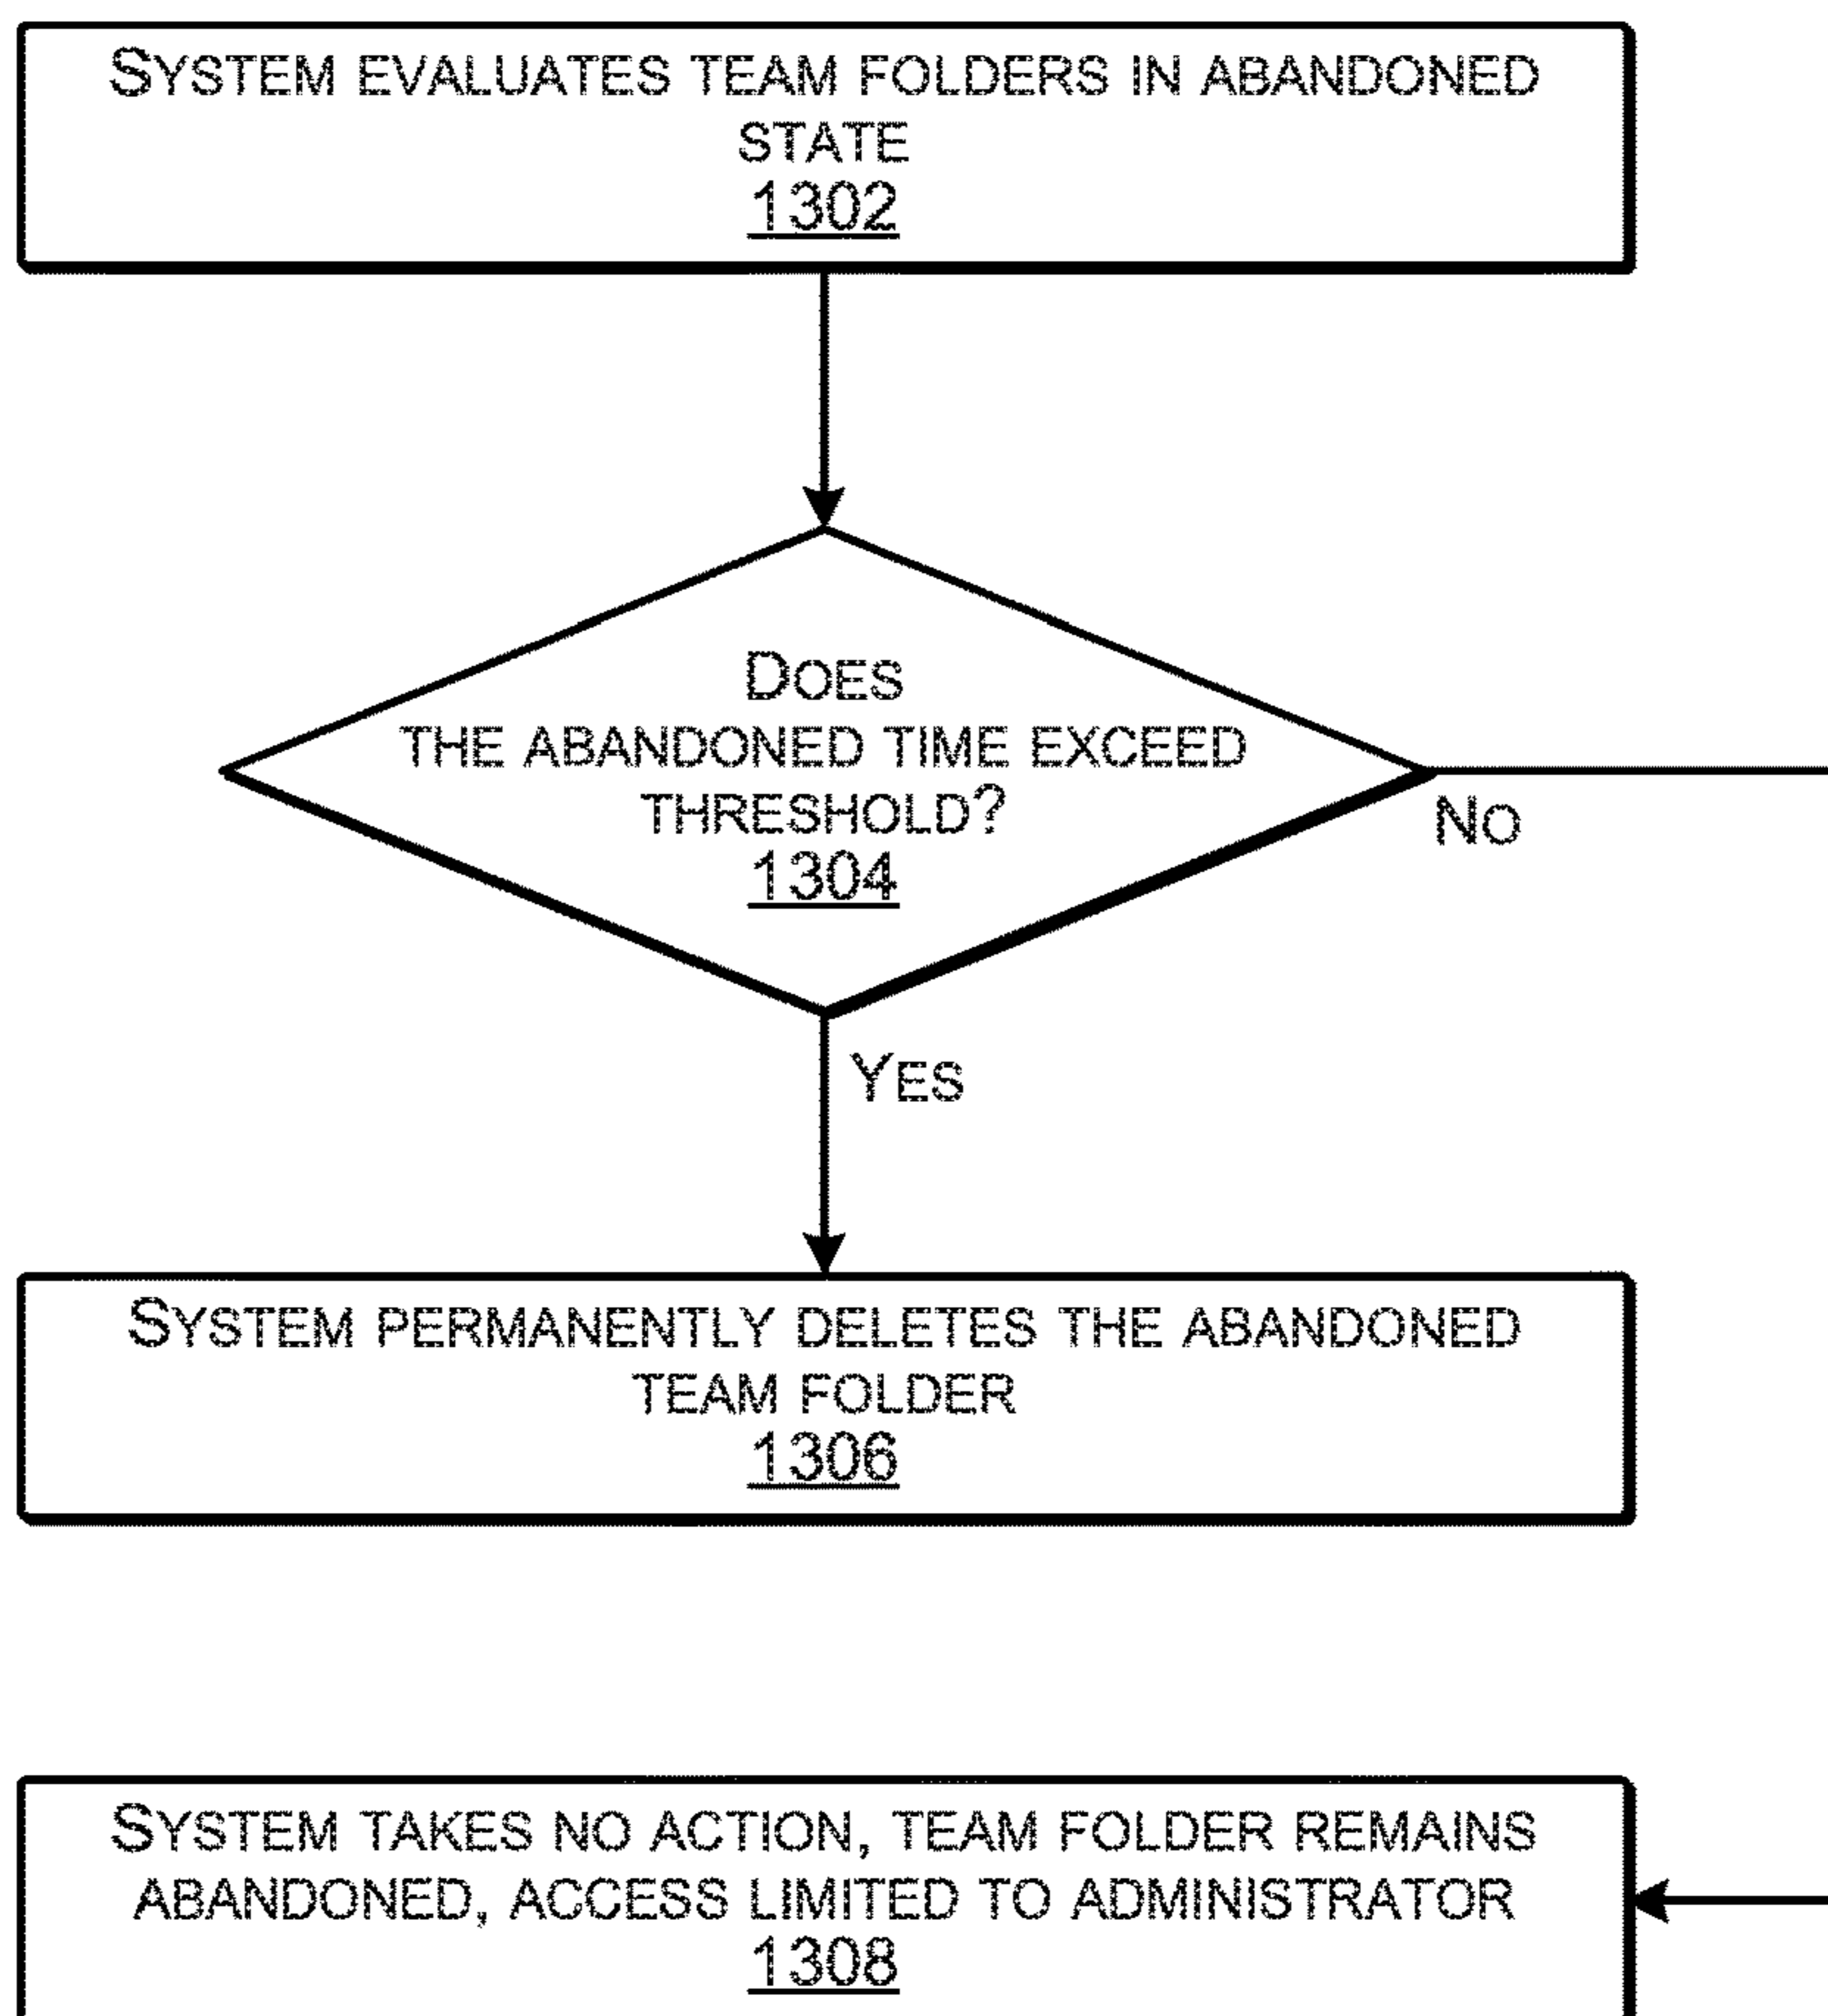 SYSTEM EVALUATES TEAM FOLDERS IN ABANDONED
STATE
1302
DOES
THE ABANDONED TIME EXCEED
THRESHOLD?
1304
NO
YES
SYSTEM PERMANENTLY DELETES THE ABANDONED
TEAM FOLDER
1306
SYSTEM TAKES NO ACTION, TEAM FOLDER REMAINS
ABANDONED, ACCESS LIMITED TO ADMINISTRATOR
1308